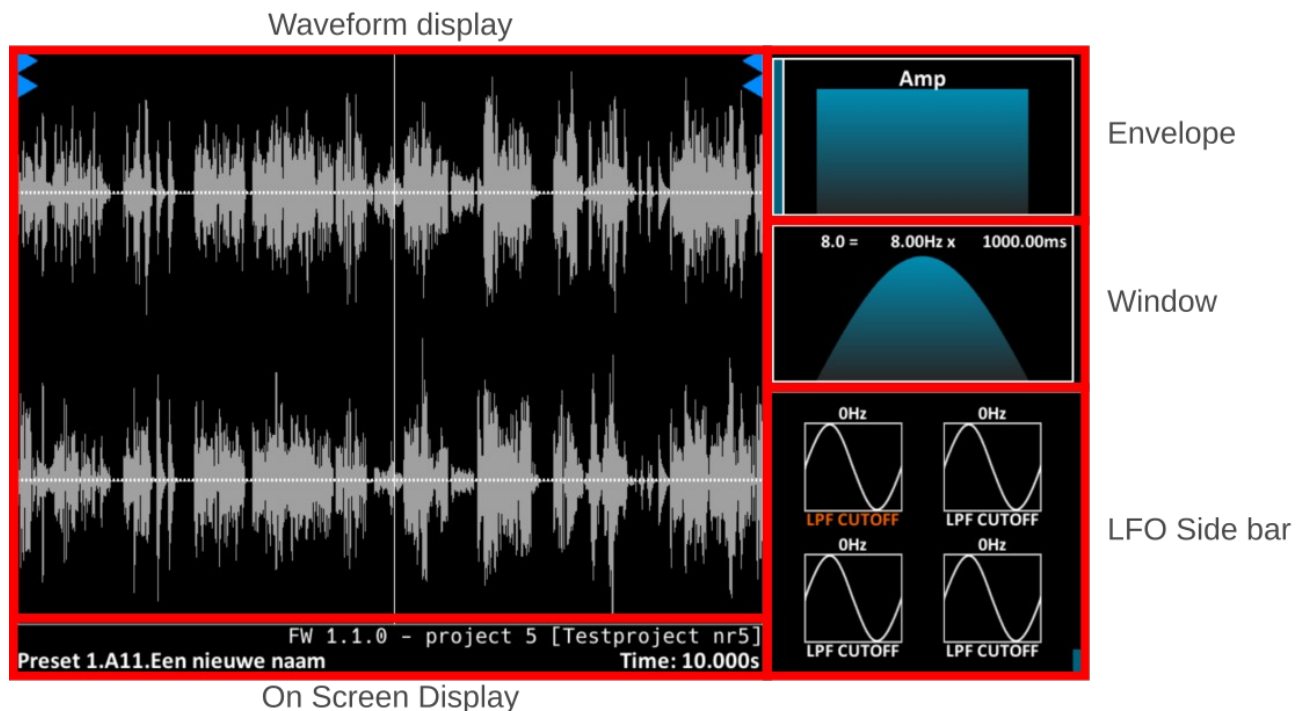 Waveform display
Amp
Envelope
8.0 = 8.00Hz x 1000.00ms
Window
0Hz 0Hz
LPF CUTOFF LPF CUTOFF
LFO Side bar
0Hz 0Hz
LPF CUTOFF LPF CUTOFF
FW 1.1.0 – project 5 [Testproject nr5]
Preset 1.A11.Een nieuwe naam Time: 10.000s
On Screen Display